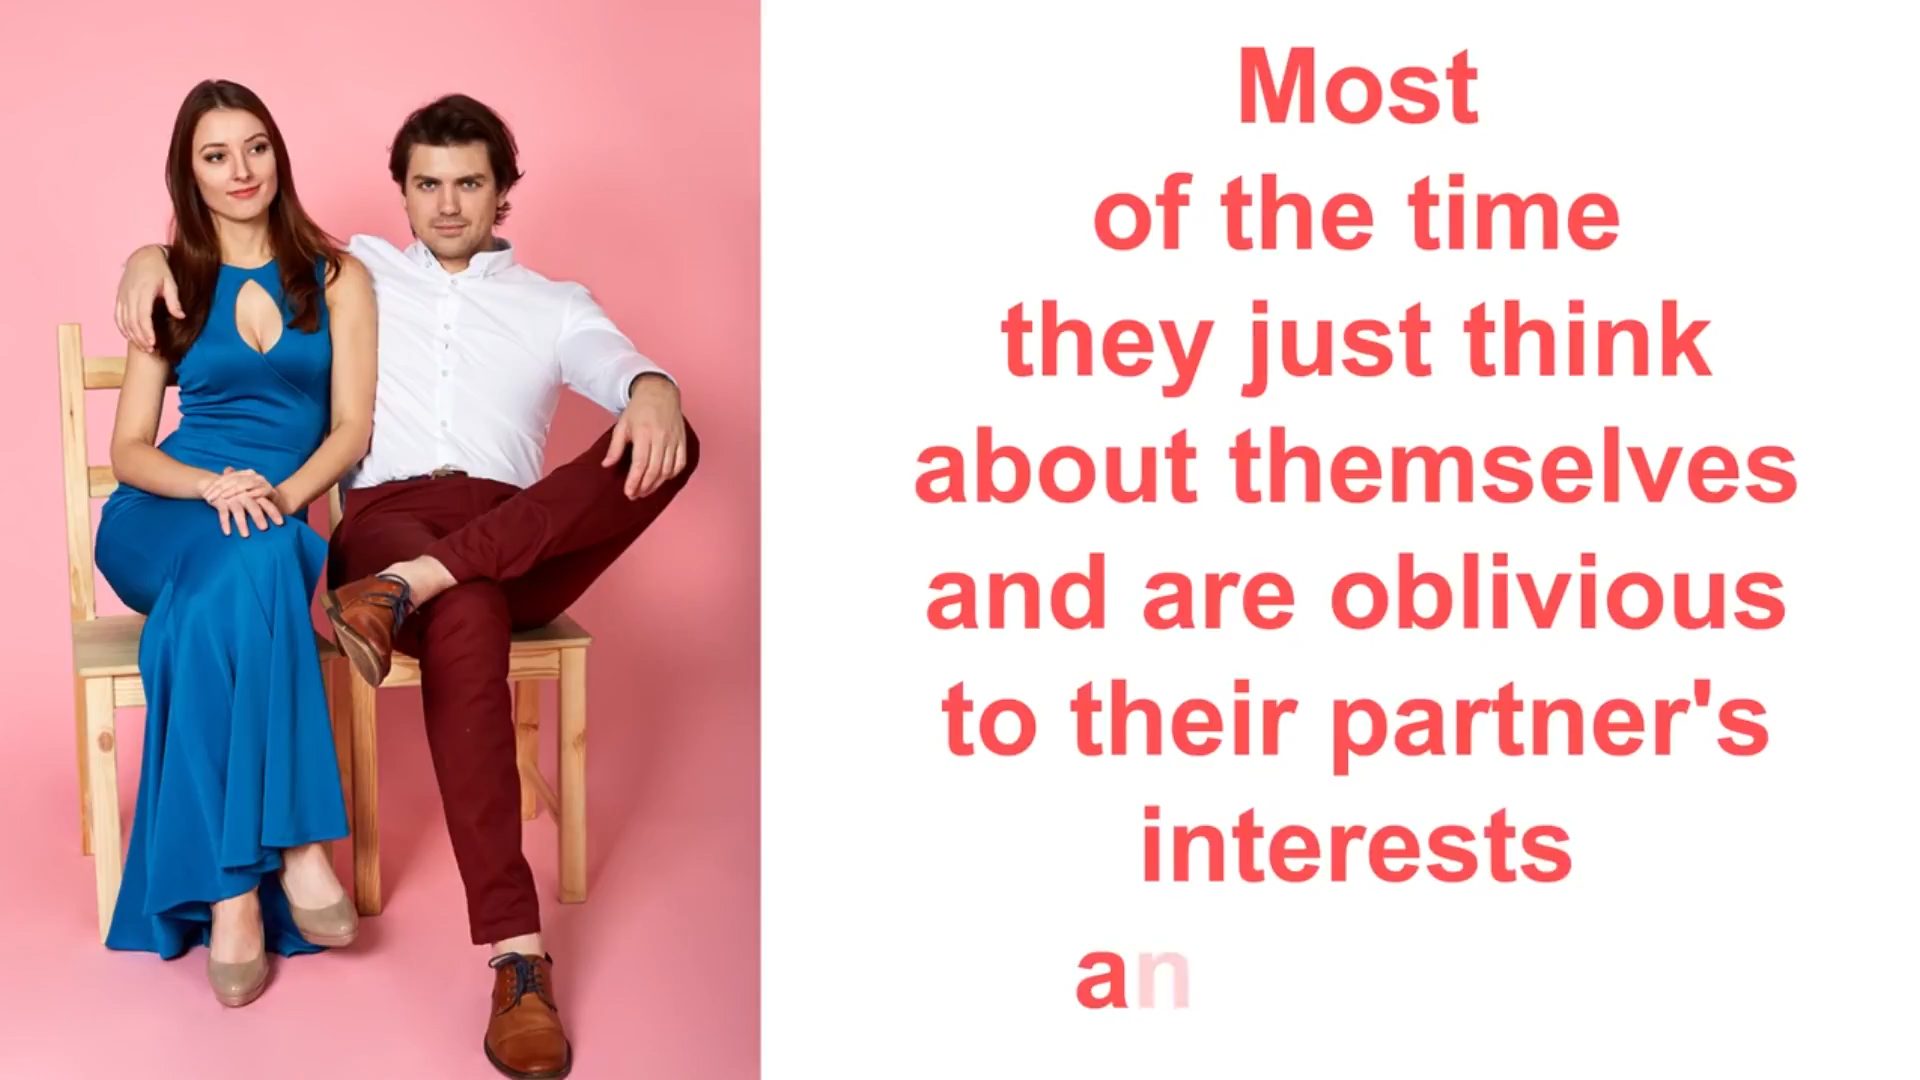 Most
of the time
they just think
about themselves
and are oblivious
to their partner's
interests
an